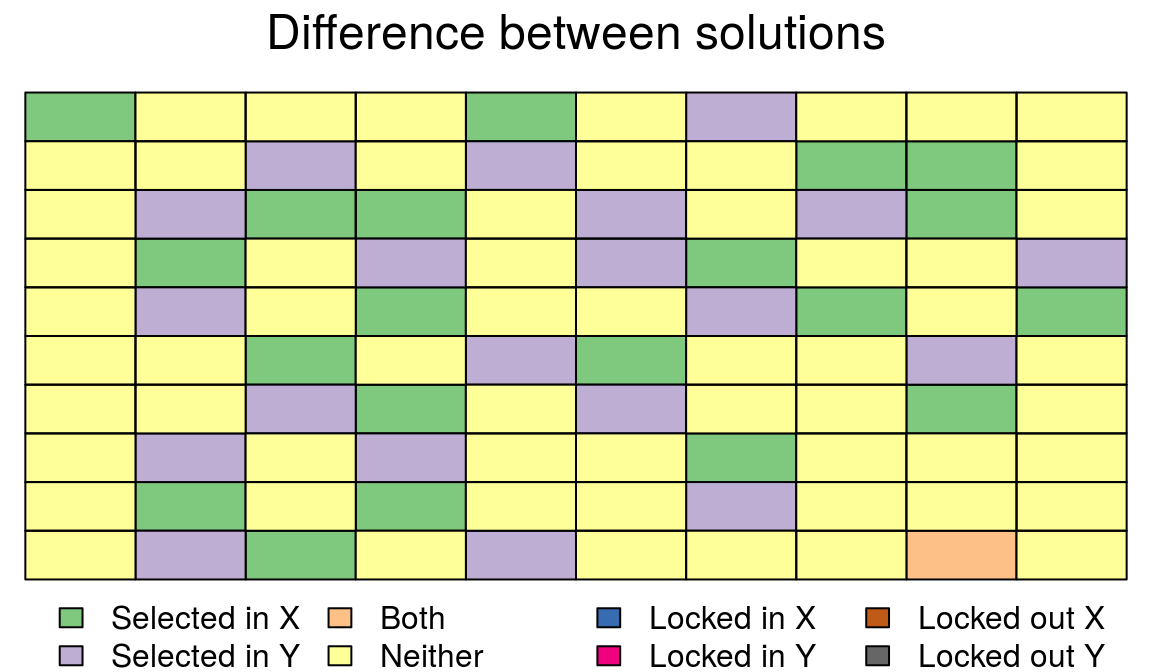 Difference between solutions
Selected in X Both Locked in X Locked out X
Selected in Y Neither Locked in Y Locked out Y